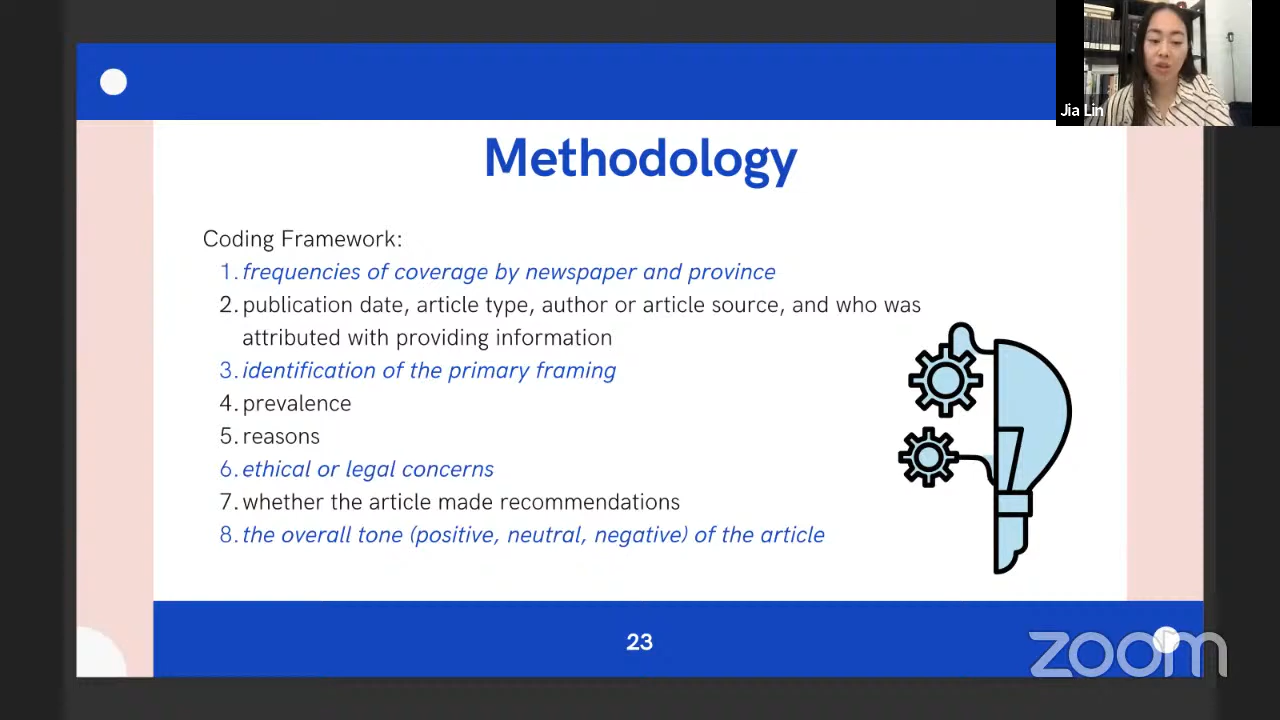 Jia Lin
Methodology
Coding Framework:
1. frequencies of coverage by newspaper and province
2. publication date, article type, author or article source, and who was
attributed with providing information
3. identification of the primary framing
4. prevalence
5. reasons
6. ethical or legal concerns
7. whether the article made recommendations
8. the overall tone (positive, neutral, negative) of the article
23
zoom